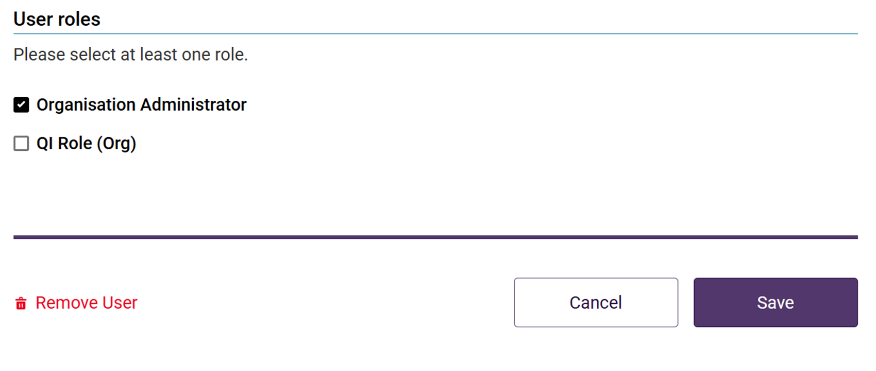 User roles
Please select at least one role.
Organisation Administrator
QI Role (Org)
Remove User
Cancel
Save